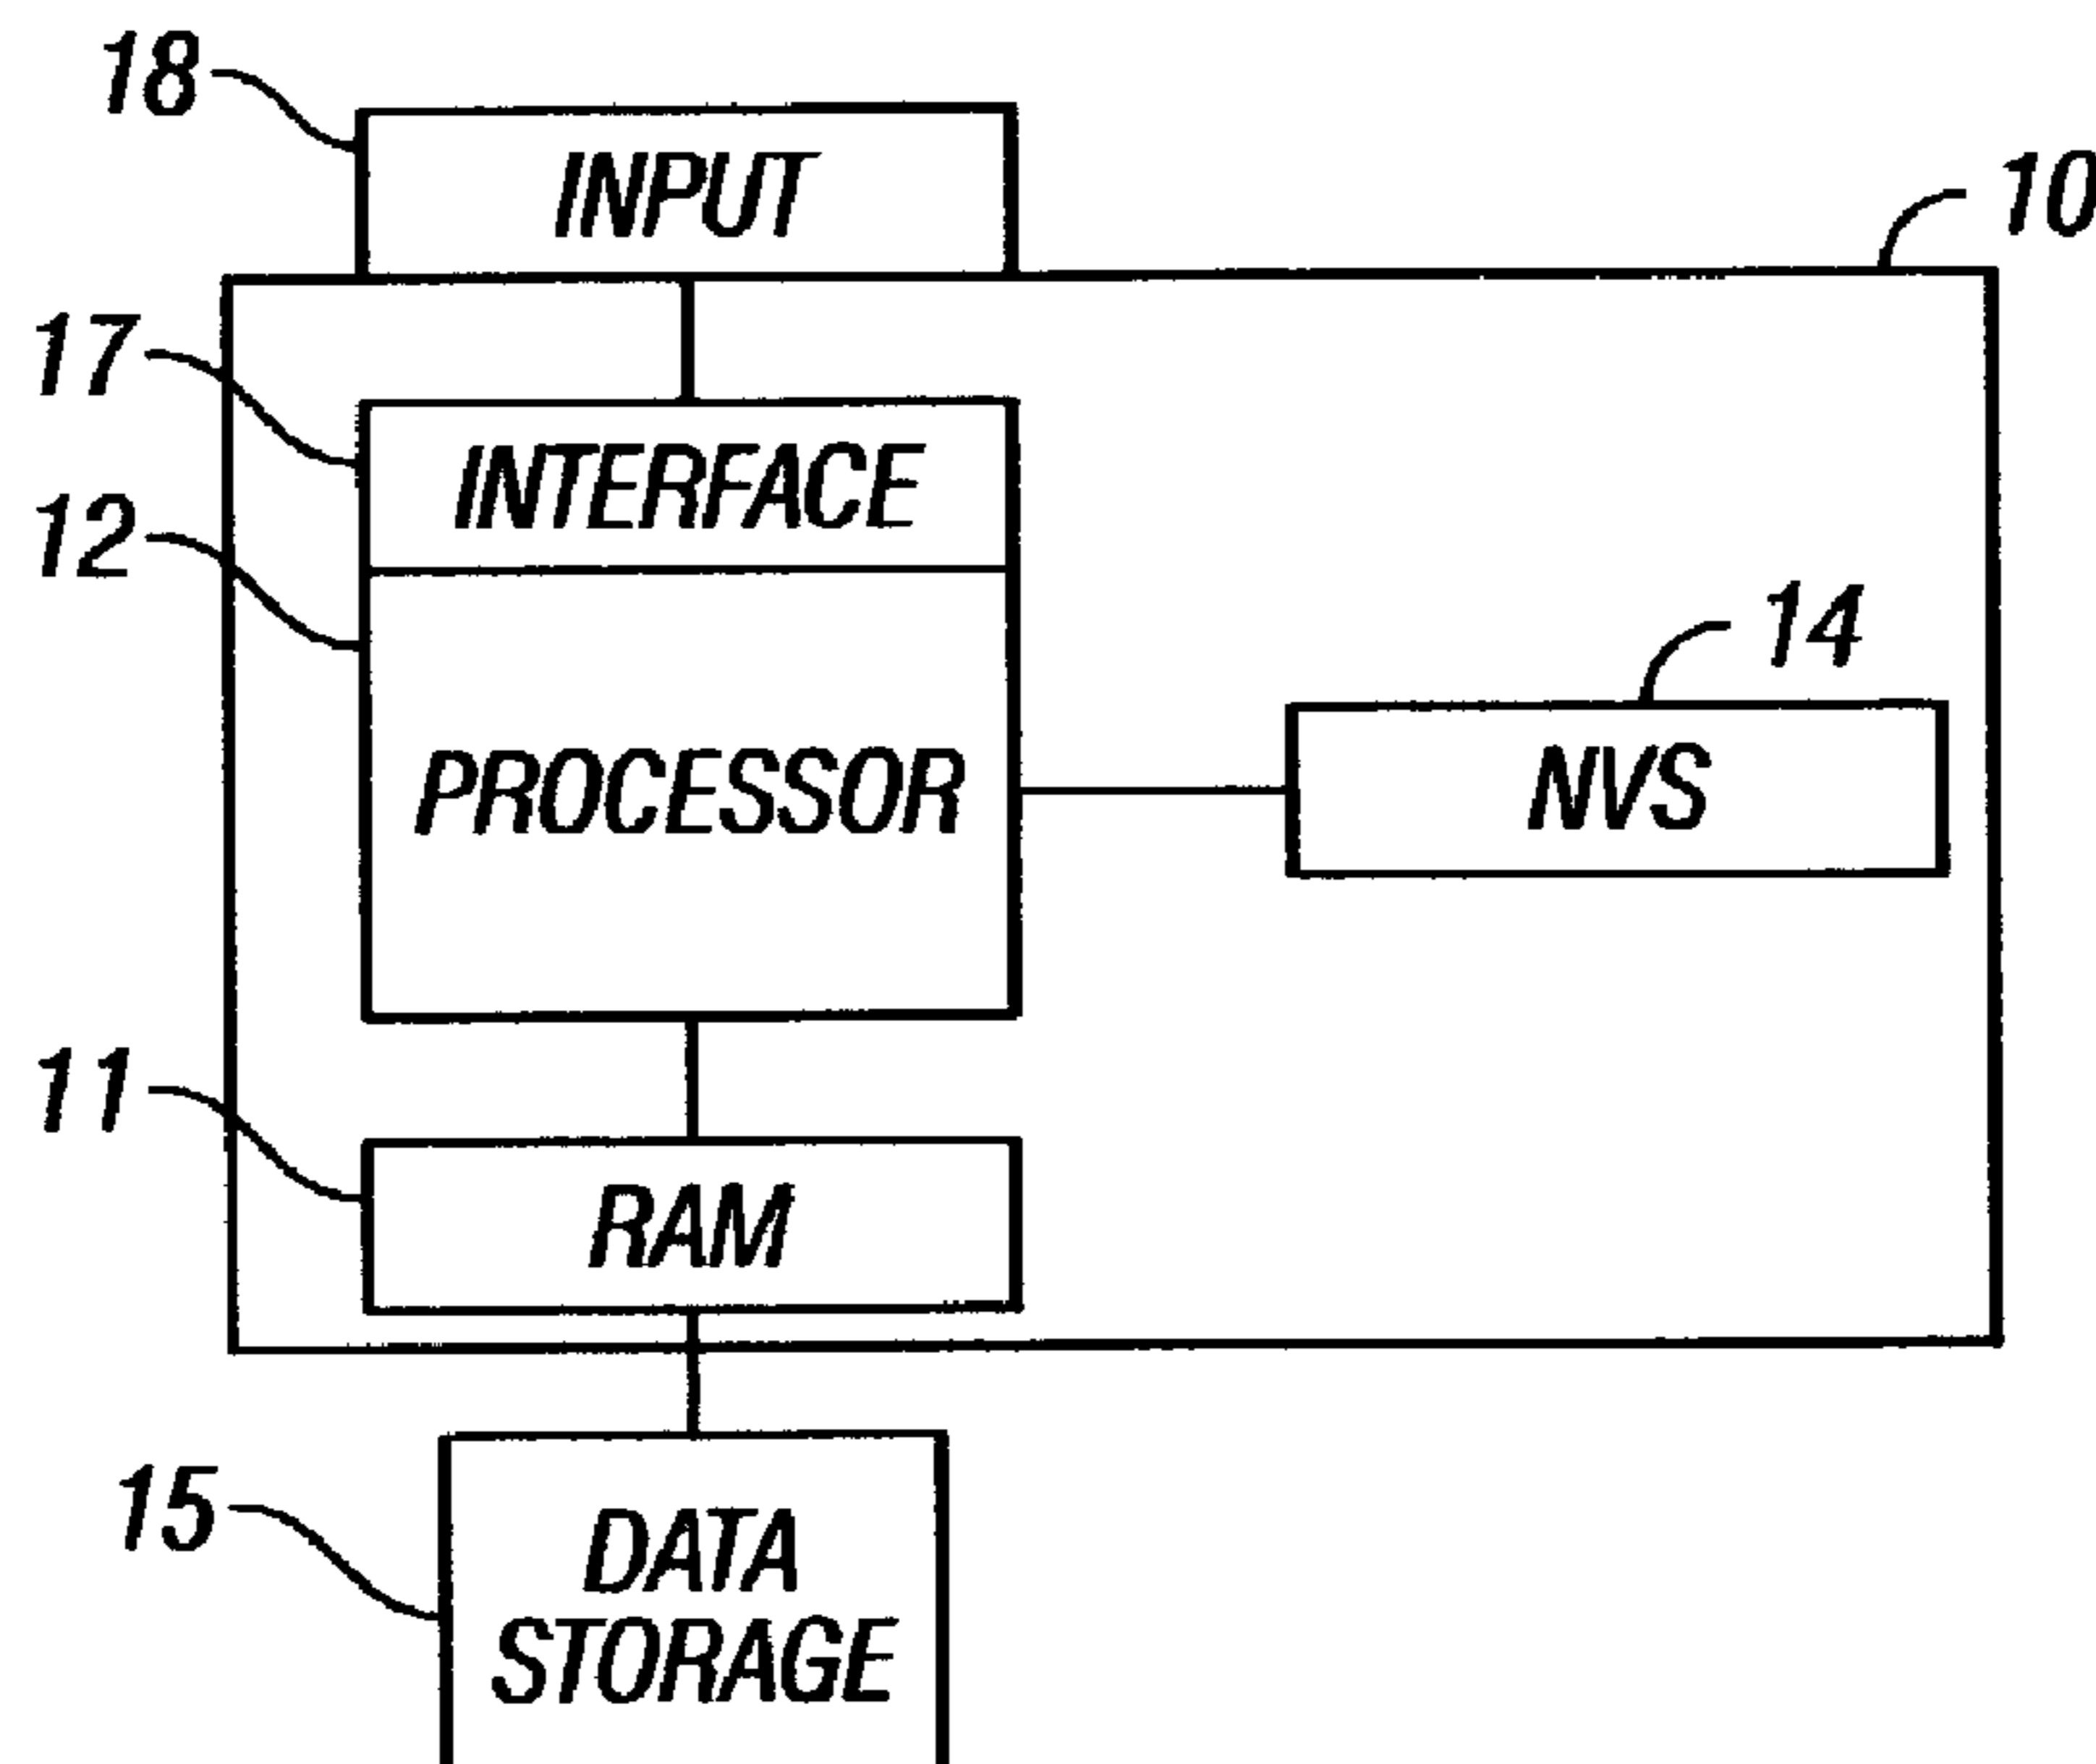 18
INPUT
10
17
INTERFACE
12
14
PROCESSOR
NVS
11
RAM
15
DATA
STORAGE